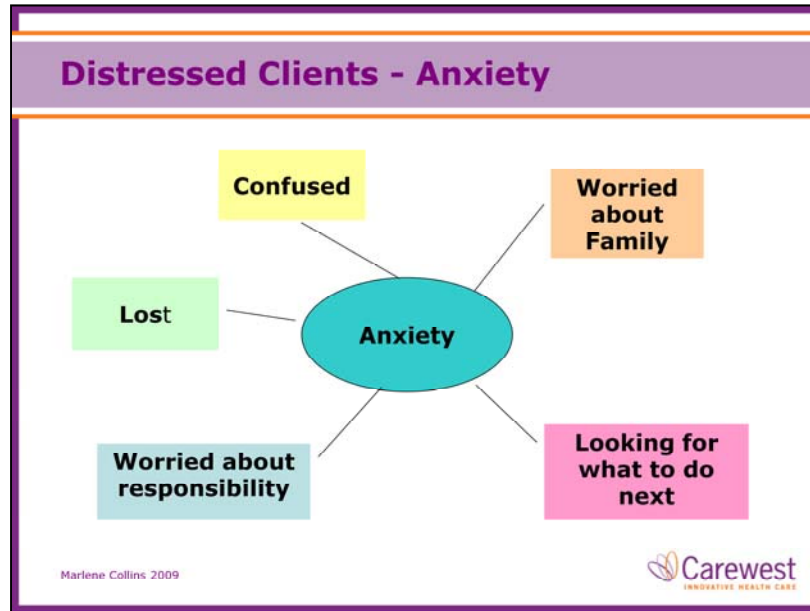 Distressed Clients - Anxiety
Confused
Worried
about
Family
Lost
Anxiety
Worried about
responsibility
Looking for
what to do
next
Marlene Collins 2009
Carewest
INNOVATIVE HEALTH CARE